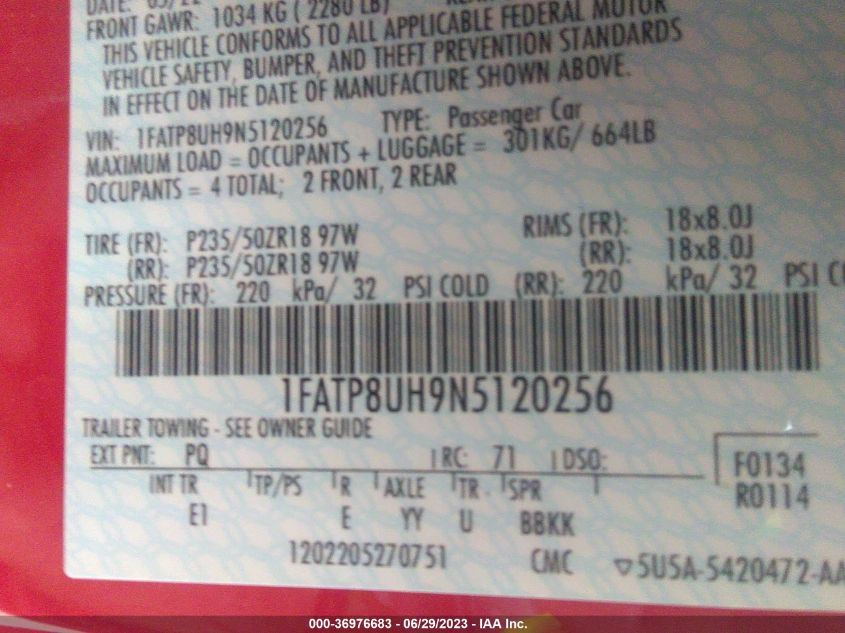 DATE: 05/22
FRONT GAWR: 1034 KG ( 2280 LB)
THIS VEHICLE CONFORMS TO ALL APPLICABLE FEDERAL MOTOR
VEHICLE SAFETY, BUMPER, AND THEFT PREVENTION STANDARDS
IN EFFECT ON THE DATE OF MANUFACTURE SHOWN ABOVE.
VIN: 1FATP8UH9N5120256 TYPE: Passenger Car
MAXIMUM LOAD = OCCUPANTS + LUGGAGE = 301KG/ 664LB
OCCUPANTS = 4 TOTAL; 2 FRONT, 2 REAR
TIRE (FR): P235/50ZR18 97W RIMS (FR): 18x8.0J
(RR): P235/50ZR18 97W (RR): 18x8.0J
PRESSURE (FR): 220 kPa/ 32 PSI COLD (RR): 220 kPa/ 32 PSI
1FATP8UH9N5120256
TRAILER TOWING - SEE OWNER GUIDE
EXT PNT: PQ RC: 71 DSO:
F0134
R0114
INT TR TP/PS R AXLE TR SPR
E1 E YY U BBKK
1202205270751 CMC ▽5U5A-5420472-AA
000-36976683 - 06/29/2023 - IAA Inc.